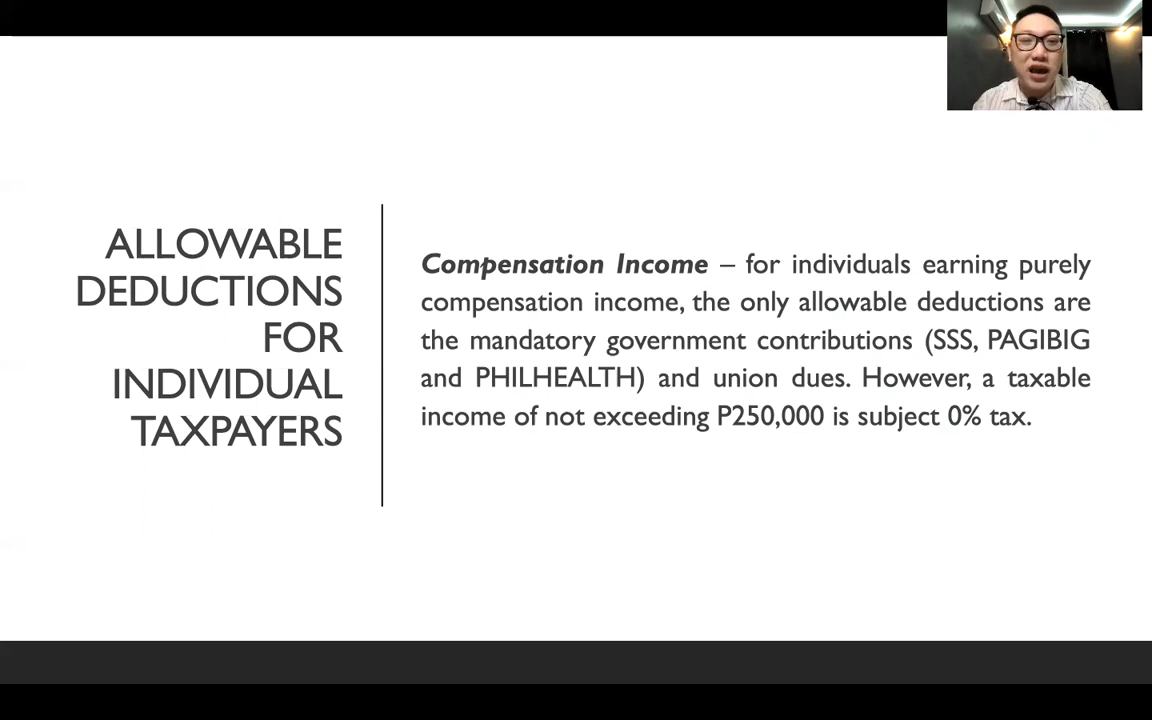 ALLOWABLE
DEDUCTIONS
FOR
INDIVIDUAL
TAXPAYERS
Compensation Income – for individuals earning purely
compensation income, the only allowable deductions are
the mandatory government contributions (SSS, PAGIBIG
and PHILHEALTH) and union dues. However, a taxable
income of not exceeding P250,000 is subject 0% tax.